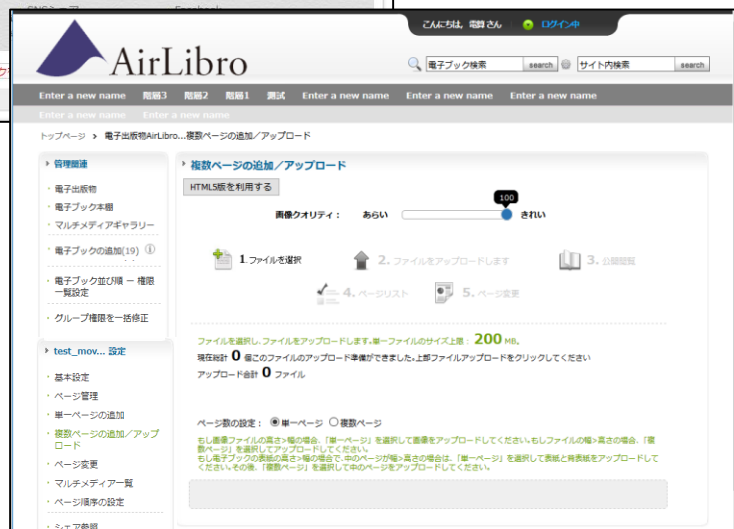 SNSシェア
Facebook
こんにちは, 電算さん
ログイン中
AirLibro
電子ブック検索 search
サイト内検索 search
Enter a new name 階層3 階層2 階層1 測試 Enter a new name Enter a new name Enter a new name
Enter a new name Enter a new name
トップページ > 電子出版物AirLibro...複数ページの追加／アップロード
管理関連
電子出版物
電子ブック本棚
マルチメディアギャラリー
電子ブックの追加(19)
電子ブック並び順 — 権限
一覧設定
グループ権限を一括修正
test_mov... 設定
基本設定
ページ管理
単一ページの追加
複数ページの追加／アップ
ロード
ページ変更
マルチメディア一覧
ページ順序の設定
シェア参照
複数ページの追加／アップロード
HTML5版を利用する
100
画像クオリティ： あらい きれい
1.ファイルを選択
2.ファイルをアップロードします
3.公開閲覧
4.ページリスト
5.ページ変更
ファイルを選択し、ファイルをアップロードします。単一ファイルのサイズ上限： 200 MB。
現在総計 0 個このファイルのアップロード準備ができました。上部ファイルアップロードをクリックしてください
アップロード合計 0 ファイル
ページ数の設定： 単一ページ 複数ページ
もし画像ファイルの高さ>幅の場合、「単一ページ」を選択して画像をアップロードしてください。もしファイルの幅>高さの場合、「複
数ページ」を選択してアップロードしてください。
もし電子ブックの表紙の高さ>幅の場合で、中のページが幅>高さの場合は、「単一ページ」を選択して表紙と背表紙をアップロードして
ください。その後、「複数ページ」を選択して中のページをアップロードしてください。